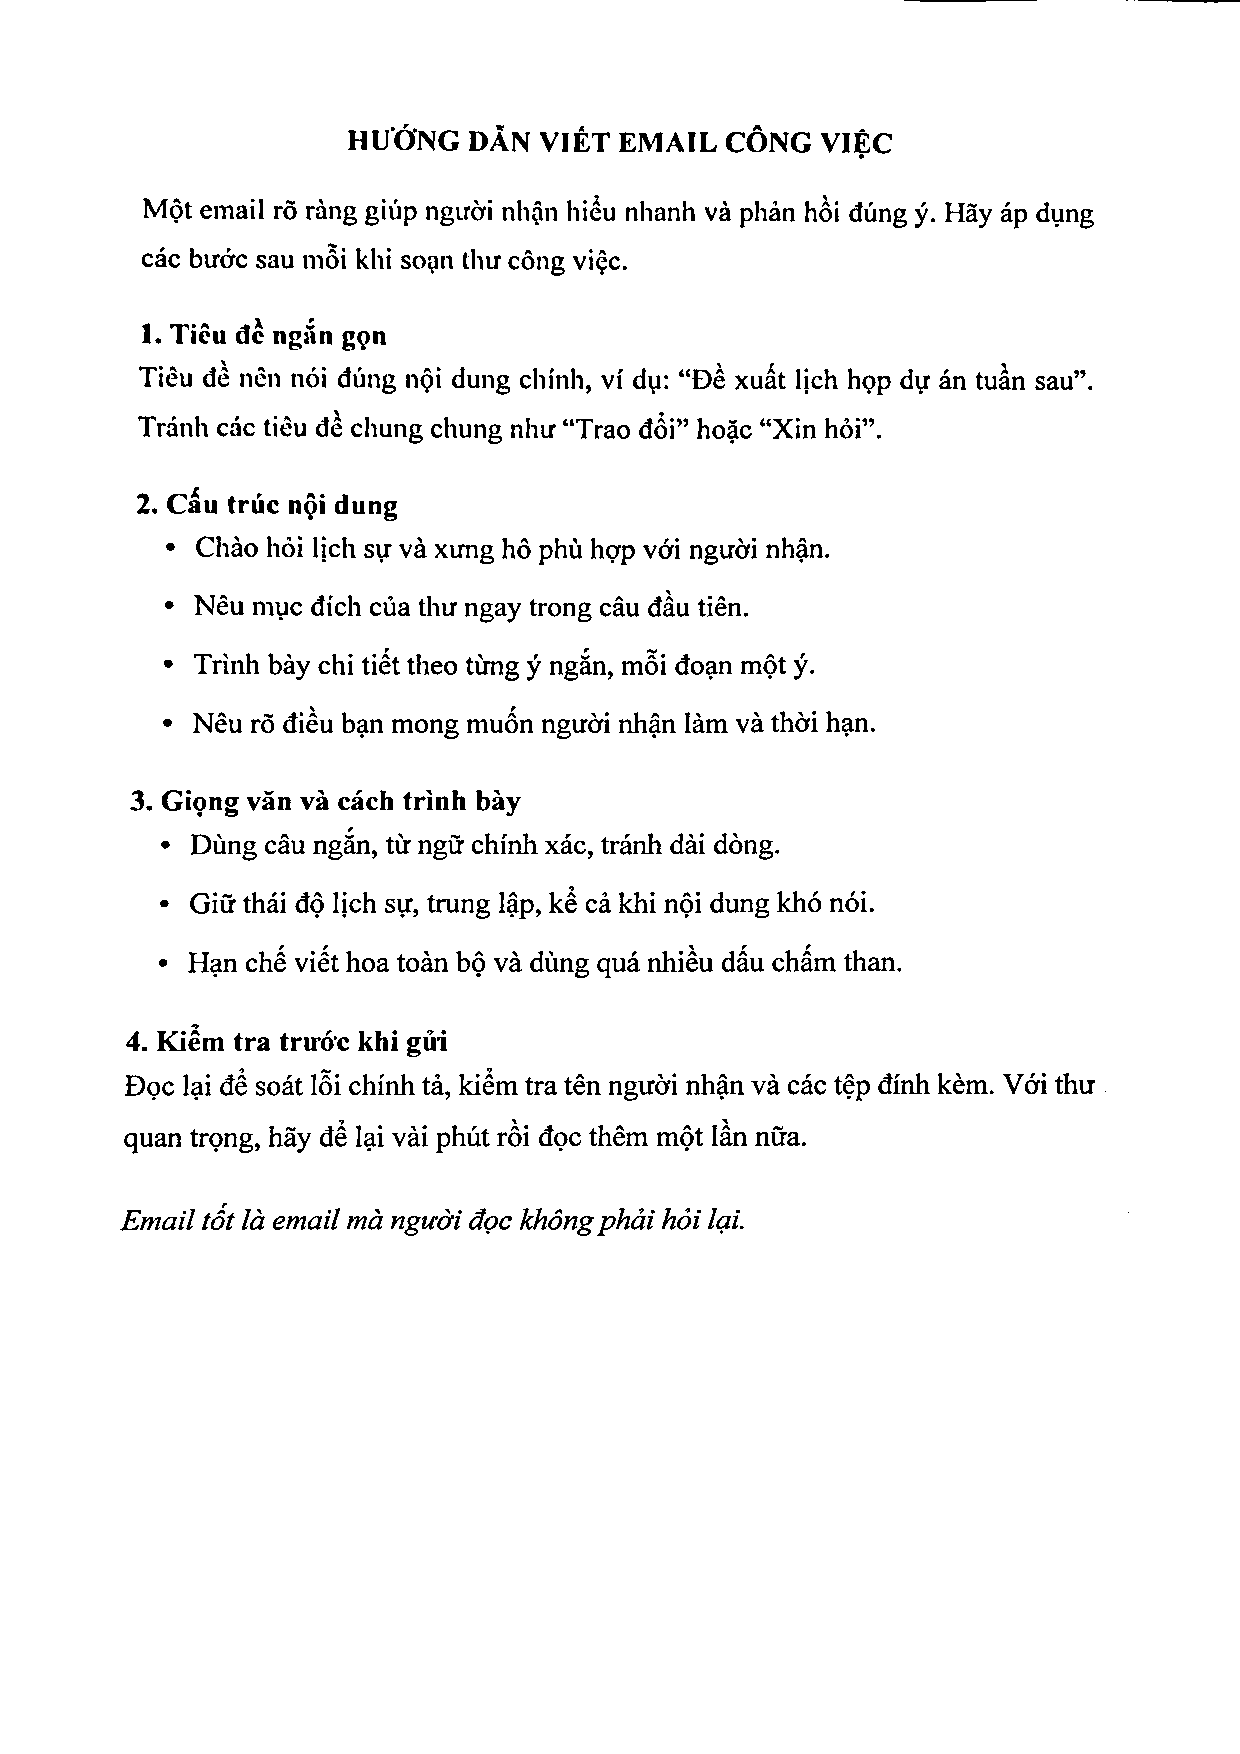 HƯỚNG DẪN VIẾT EMAIL CÔNG VIỆC
Một email rõ ràng giúp người nhận hiểu nhanh và phản hồi đúng ý. Hãy áp dụng
các bước sau mỗi khi soạn thư công việc.
1. Tiêu đề ngắn gọn
Tiêu đề nên nói đúng nội dung chính, ví dụ: “Đề xuất lịch họp dự án tuần sau”.
Tránh các tiêu đề chung chung như “Trao đổi” hoặc “Xin hỏi”.
2. Cấu trúc nội dung
• Chào hỏi lịch sự và xưng hô phù hợp với người nhận.
• Nêu mục đích của thư ngay trong câu đầu tiên.
• Trình bày chi tiết theo từng ý ngắn, mỗi đoạn một ý.
• Nêu rõ điều bạn mong muốn người nhận làm và thời hạn.
3. Giọng văn và cách trình bày
• Dùng câu ngắn, từ ngữ chính xác, tránh dài dòng.
• Giữ thái độ lịch sự, trung lập, kể cả khi nội dung khó nói.
• Hạn chế viết hoa toàn bộ và dùng quá nhiều dấu chấm than.
4. Kiểm tra trước khi gửi
Đọc lại để soát lỗi chính tả, kiểm tra tên người nhận và các tệp đính kèm. Với thư
quan trọng, hãy để lại vài phút rồi đọc thêm một lần nữa.
Email tốt là email mà người đọc không phải hỏi lại.